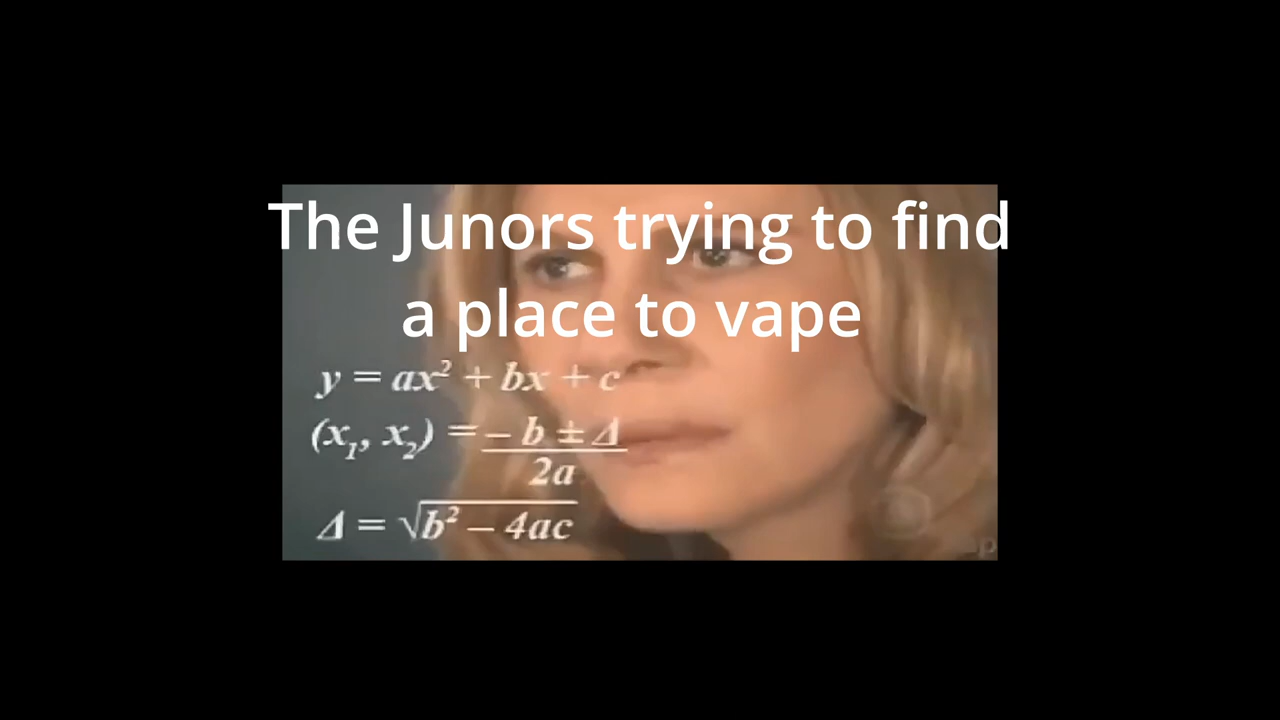 The Junors trying to find
a place to vape
y = ax² + bx + c
(x₁, x₂) = – b ± Δ
2a
Δ = √b² – 4ac